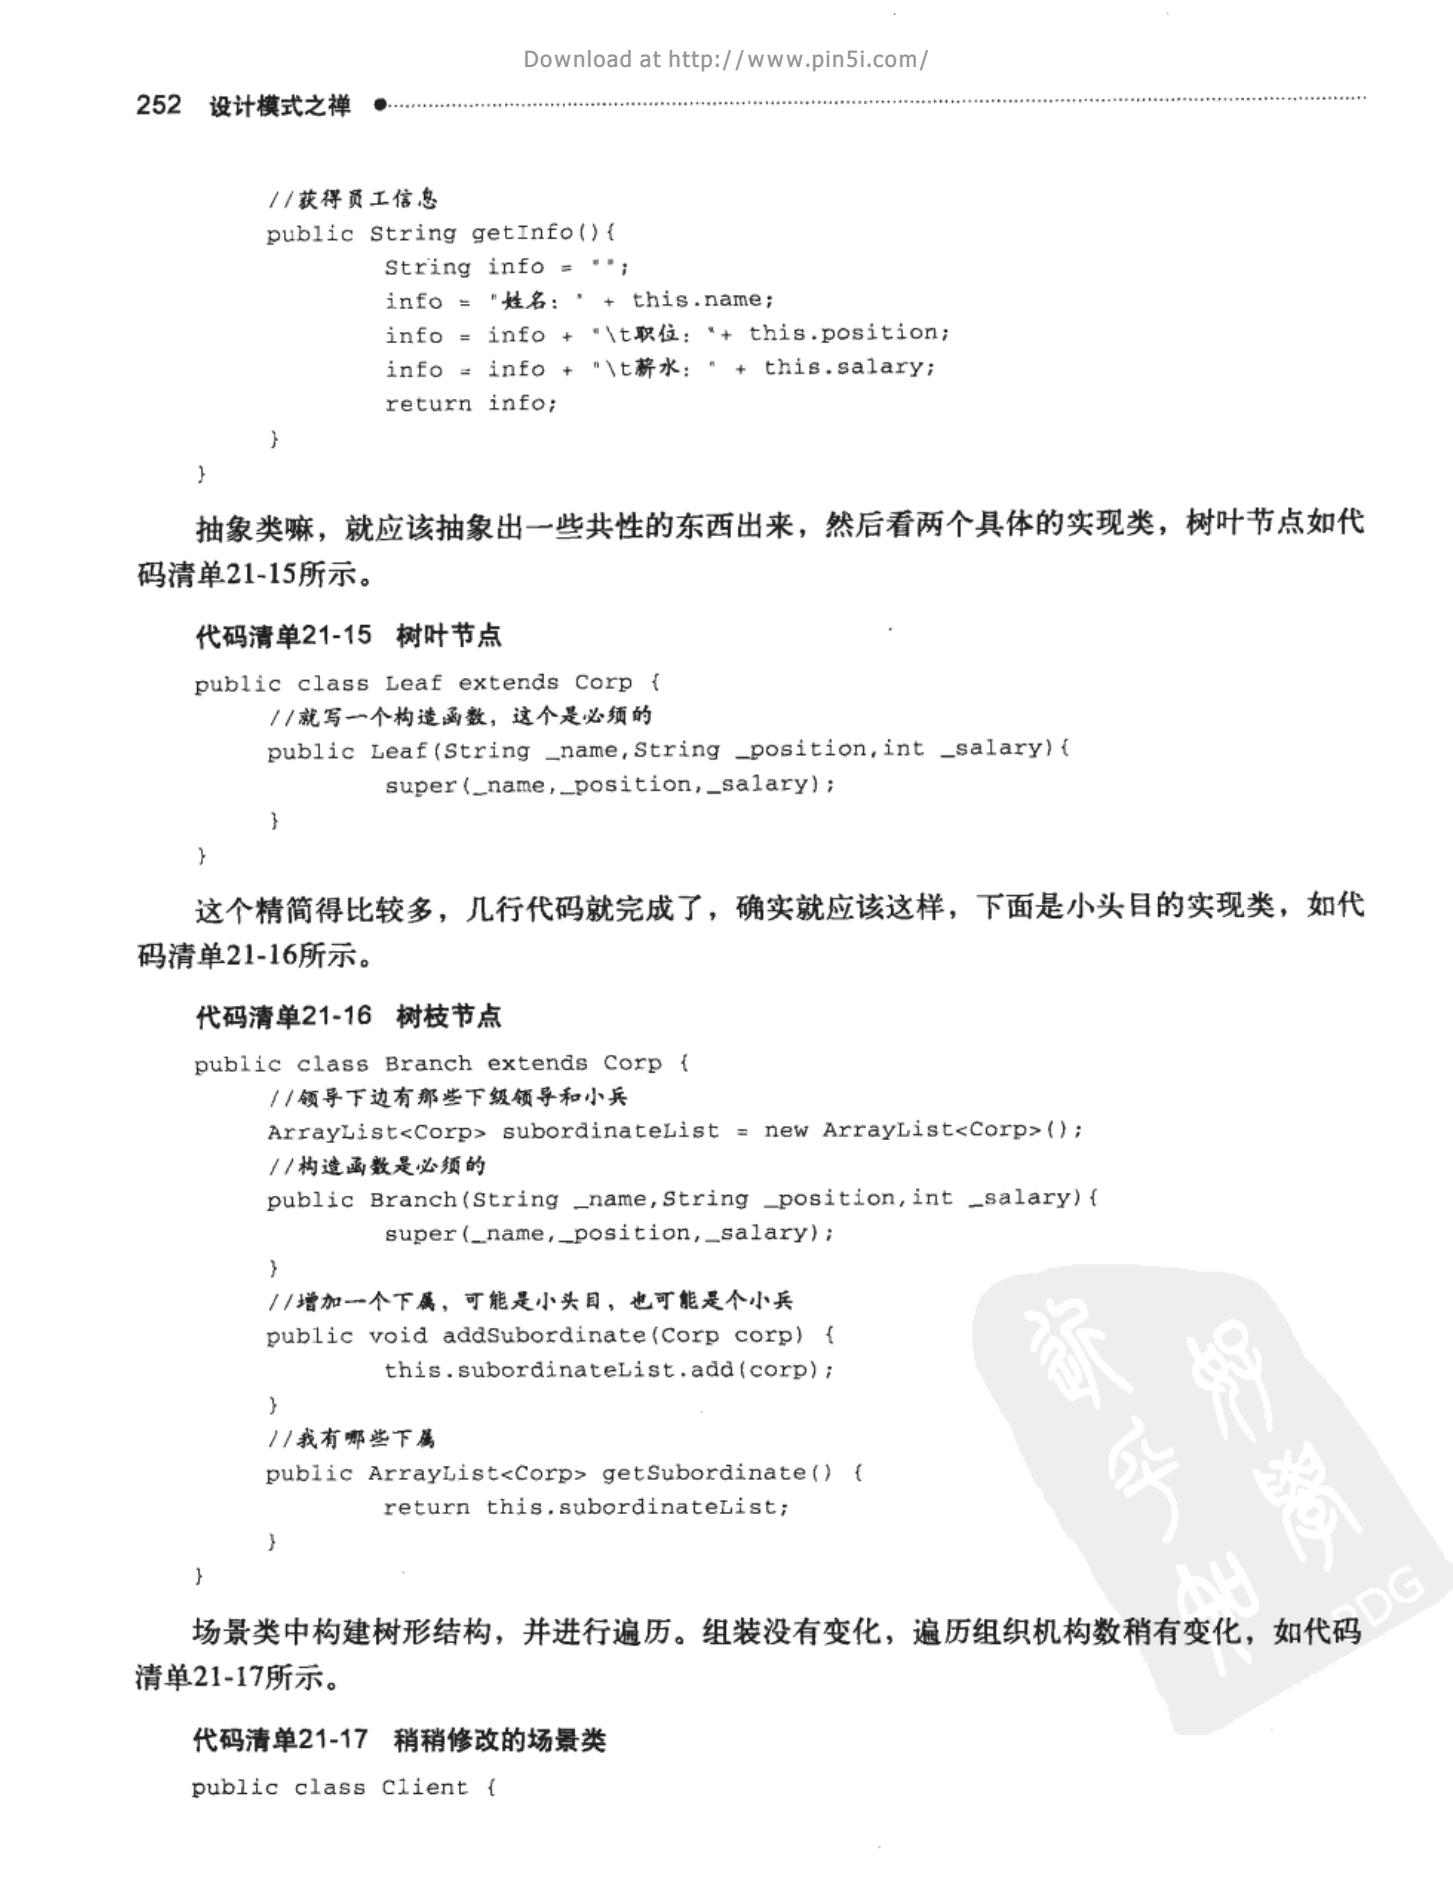 Download at http://www.pin5i.com/
252 设计模式之禅
//获得员工信息
public String getInfo(){
String info = "";
info = "姓名：" + this.name;
info = info + "\t职位："+ this.position;
info = info + "\t薪水：" + this.salary;
return info;
}
}
抽象类嘛，就应该抽象出一些共性的东西出来，然后看两个具体的实现类，树叶节点如代
码清单21-15所示。
代码清单21-15 树叶节点
public class Leaf extends Corp {
//就写一个构造函数，这个是必须的
public Leaf(String _name,String _position,int _salary){
super(_name,_position,_salary);
}
}
这个精简得比较多，几行代码就完成了，确实就应该这样，下面是小头目的实现类，如代
码清单21-16所示。
代码清单21-16 树枝节点
public class Branch extends Corp {
//领导下边有那些下级领导和小兵
ArrayList<Corp> subordinateList = new ArrayList<Corp>();
//构造函数是必须的
public Branch(String _name,String _position,int _salary){
super(_name,_position,_salary);
}
//增加一个下属，可能是小头目，也可能是个小兵
public void addSubordinate(Corp corp) {
this.subordinateList.add(corp);
}
//我有哪些下属
public ArrayList<Corp> getSubordinate() {
return this.subordinateList;
}
}
场景类中构建树形结构，并进行遍历。组装没有变化，遍历组织机构数稍有变化，如代码
清单21-17所示。
代码清单21-17 稍稍修改的场景类
public class Client {